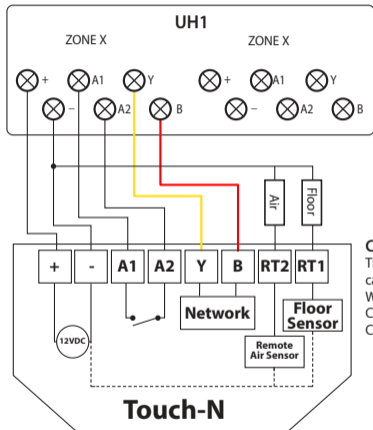 UH1
ZONE X ZONE X
+ A1 Y + A1 Y
– A2 B – A2 B
Air Floor
+ - A1 A2 Y B RT2 RT1
12VDC
Network
Floor
Sensor
Remote
Air Sensor
Touch-N